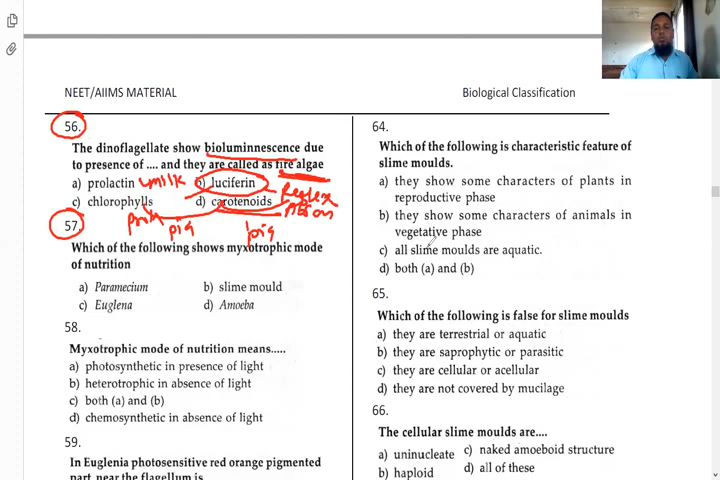 NEET/AIIMS MATERIAL
Biological Classification
56.
The dinoflagellate show bioluminnescence due
to presence of .... and they are called as fire algae
a) prolactin milk b) luciferin
c) chlorophylls d) carotenoids
Reflex
Action
pig
pig
57.
Which of the following shows myxotrophic mode
of nutrition
a) Paramecium b) slime mould
c) Euglena d) Amoeba
58.
Myxotrophic mode of nutrition means.....
a) photosynthetic in presence of light
b) heterotrophic in absence of light
c) both (a) and (b)
d) chemosynthetic in absence of light
59.
In Euglenia photosensitive red orange pigmented
part, near the flagellum is
64.
Which of the following is characteristic feature of
slime moulds.
a) they show some characters of plants in
reproductive phase
b) they show some characters of animals in
vegetative phase
c) all slime moulds are aquatic.
d) both (a) and (b)
65.
Which of the following is false for slime moulds
a) they are terrestrial or aquatic
b) they are saprophytic or parasitic
c) they are cellular or acellular
d) they are not covered by mucilage
66.
The cellular slime moulds are....
a) uninucleate c) naked amoeboid structure
b) haploid d) all of these